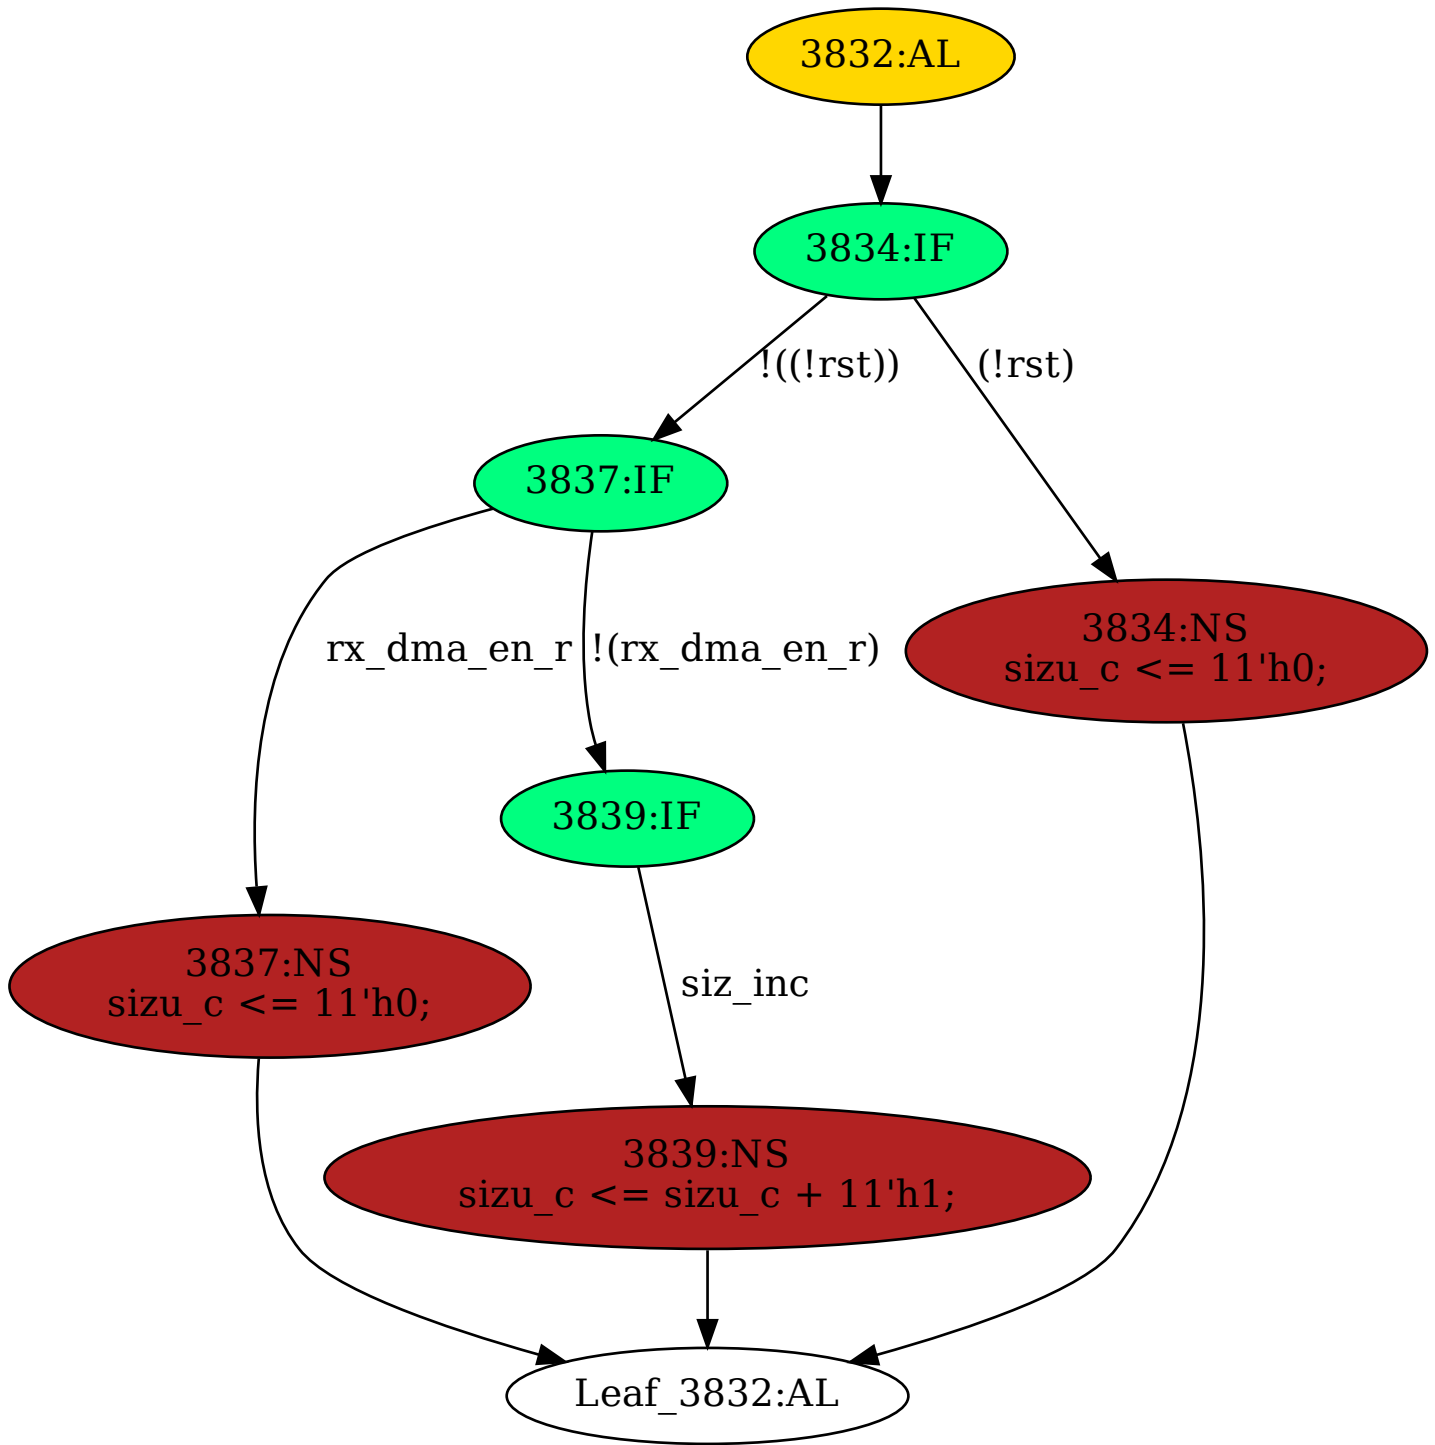 3832:AL
3834:IF
!((!rst))
(!rst)
3837:IF
rx_dma_en_r
!(rx_dma_en_r)
3834:NS
sizu_c <= 11'h0;
3839:IF
3837:NS
sizu_c <= 11'h0;
siz_inc
3839:NS
sizu_c <= sizu_c + 11'h1;
Leaf_3832:AL